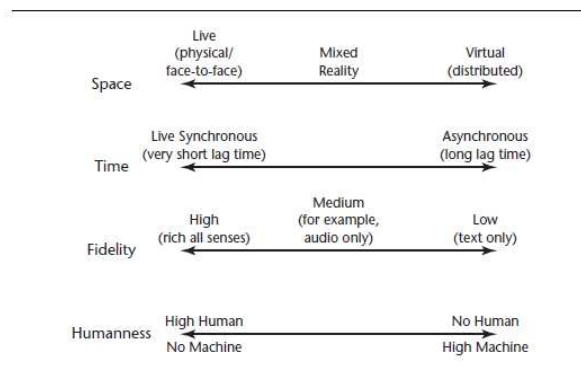 Live
(physical/
face-to-face)
Mixed
Reality
Virtual
(distributed)
Space
Live Synchronous
(very short lag time)
Asynchronous
(long lag time)
Time
High
(rich all senses)
Medium
(for example,
audio only)
Low
(text only)
Fidelity
High Human
No Human
Humanness
No Machine
High Machine